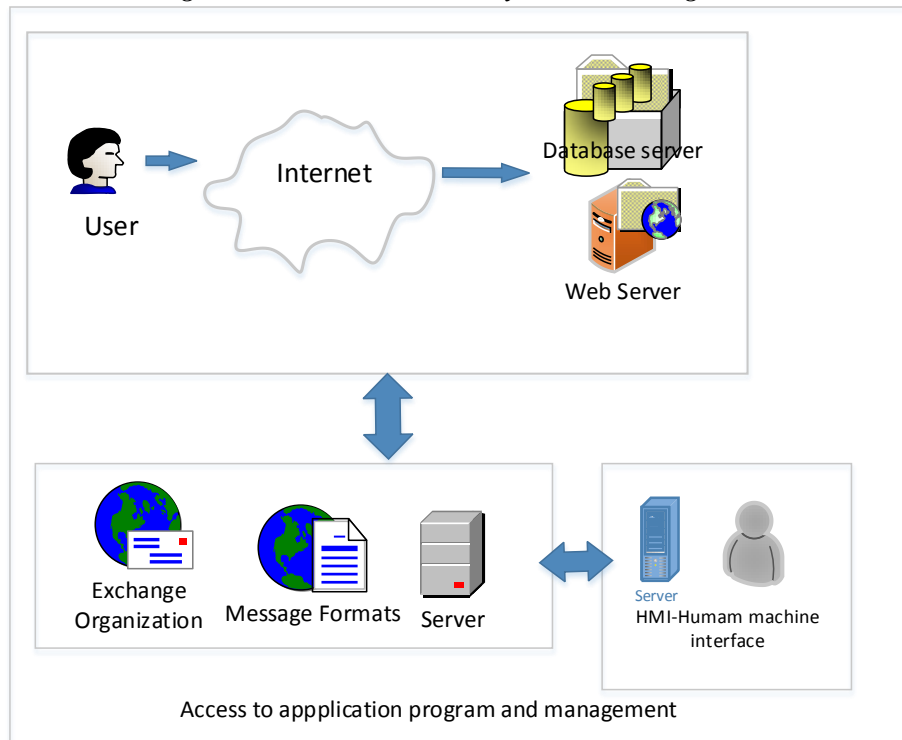 Internet
Database server
User
Web Server
Exchange
Organization
Message Formats
Server
Server
HMI-Humam machine
interface
Access to appplication program and management